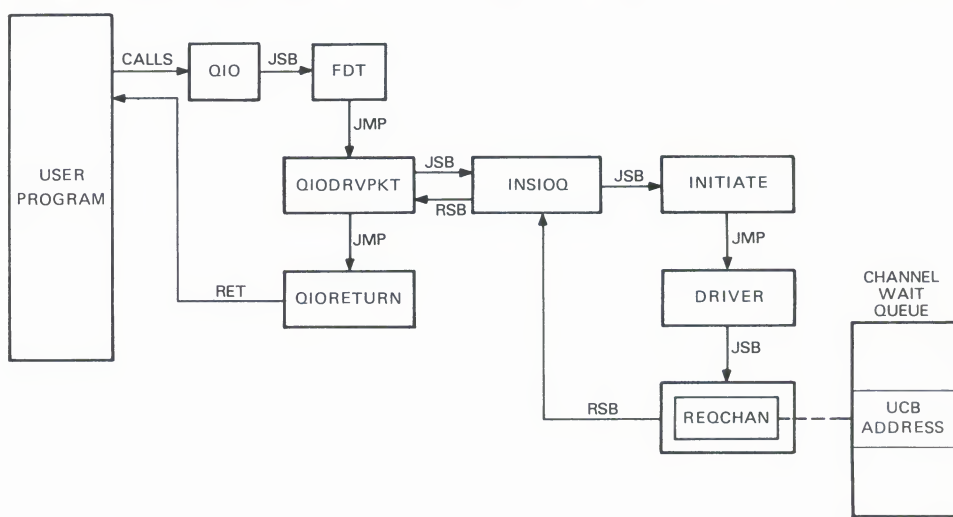 CALLS
QIO
JSB
FDT
JMP
USER
PROGRAM
QIODRVPKT
JSB
RSB
INSIOQ
JSB
INITIATE
JMP
JMP
RET
QIORETURN
DRIVER
CHANNEL
WAIT
QUEUE
JSB
RSB
REQCHAN
UCB
ADDRESS